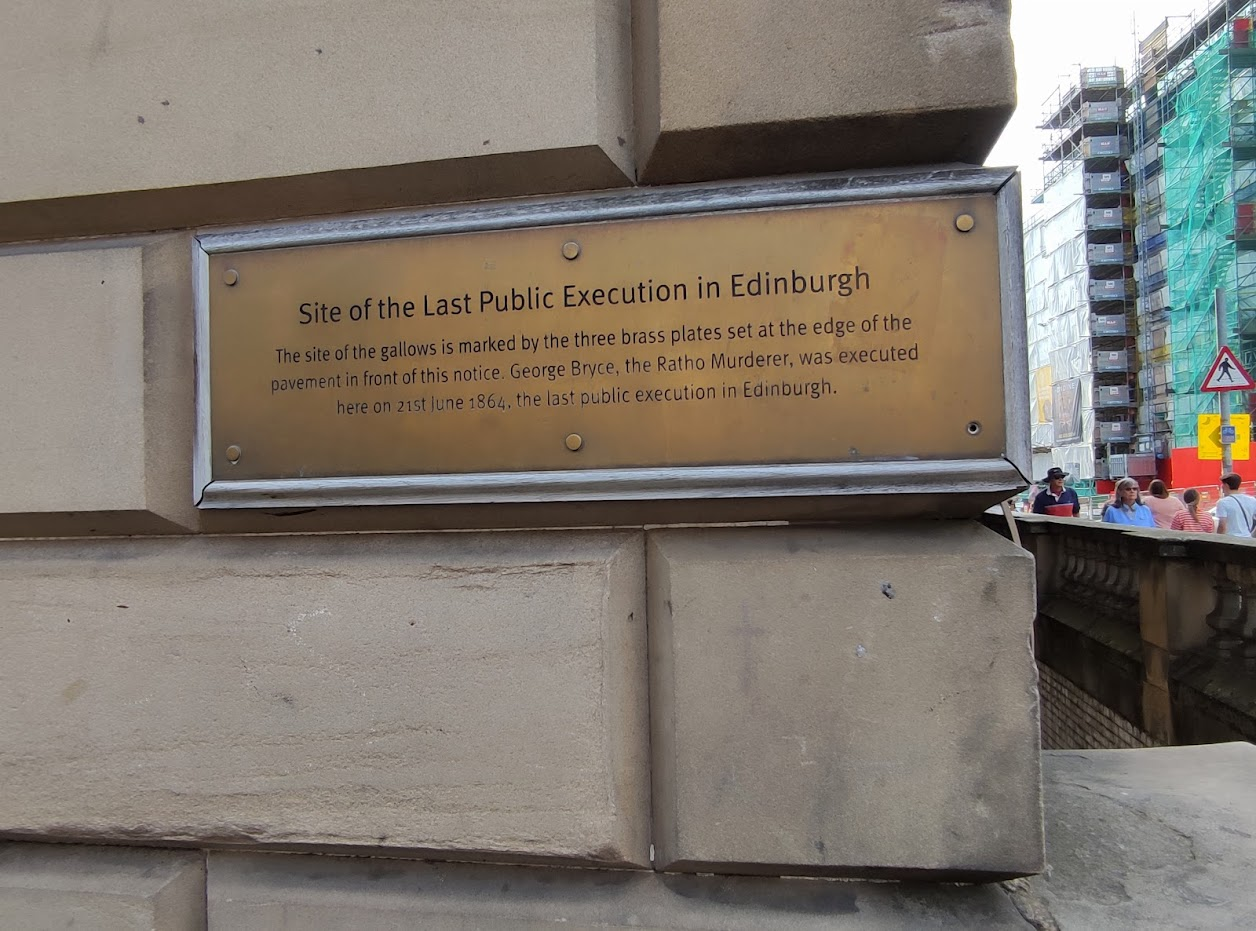 Site of the Last Public Execution in Edinburgh
The site of the gallows is marked by the three brass plates set at the edge of the
pavement in front of this notice. George Bryce, the Ratho Murderer, was executed
here on 21st June 1864, the last public execution in Edinburgh.